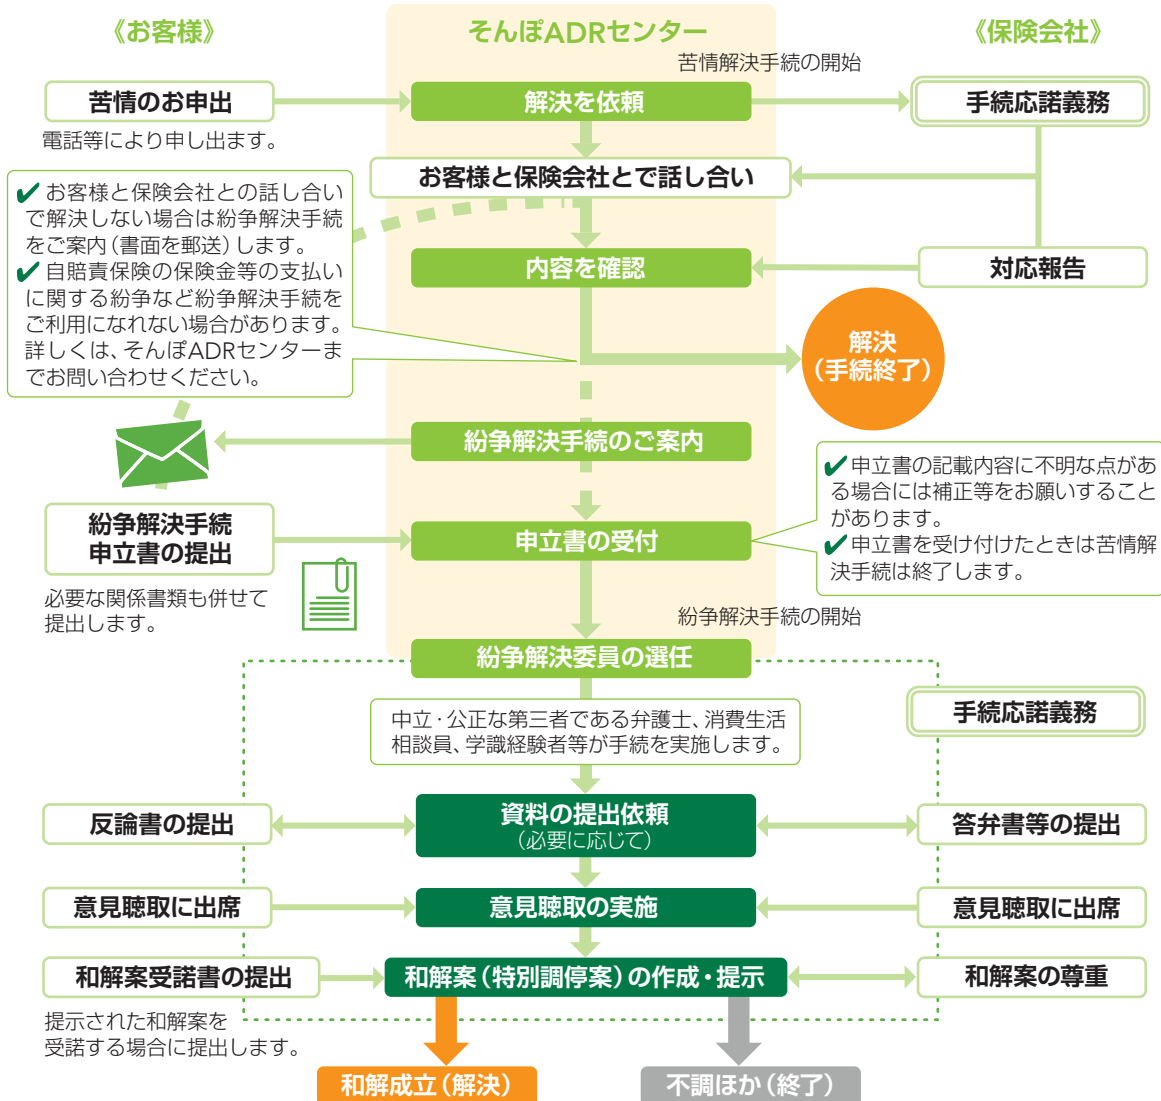 《お客様》
そんぽADRセンター
《保険会社》
苦情解決手続の開始
苦情のお申出
解決を依頼
手続応諾義務
電話等により申し出ます。
お客様と保険会社とで話し合い
✔ お客様と保険会社との話し合い
で解決しない場合は紛争解決手続
をご案内(書面を郵送)します。
✔ 自賠責保険の保険金等の支払い
に関する紛争など紛争解決手続を
ご利用になれない場合があります。
詳しくは、そんぽADRセンターま
でお問い合わせください。
内容を確認
対応報告
解決
(手続終了)
紛争解決手続のご案内
✔ 申立書の記載内容に不明な点があ
る場合には補正等をお願いすること
があります。
✔ 申立書を受け付けたときは苦情解
決手続は終了します。
紛争解決手続
申立書の提出
申立書の受付
必要な関係書類も併せて
提出します。
紛争解決手続の開始
紛争解決委員の選任
手続応諾義務
中立・公正な第三者である弁護士、消費生活
相談員、学識経験者等が手続を実施します。
反論書の提出
資料の提出依頼
(必要に応じて)
答弁書等の提出
意見聴取に出席
意見聴取の実施
意見聴取に出席
和解案受諾書の提出
和解案(特別調停案)の作成・提示
和解案の尊重
提示された和解案を
受諾する場合に提出します。
和解成立(解決)
不調ほか(終了)